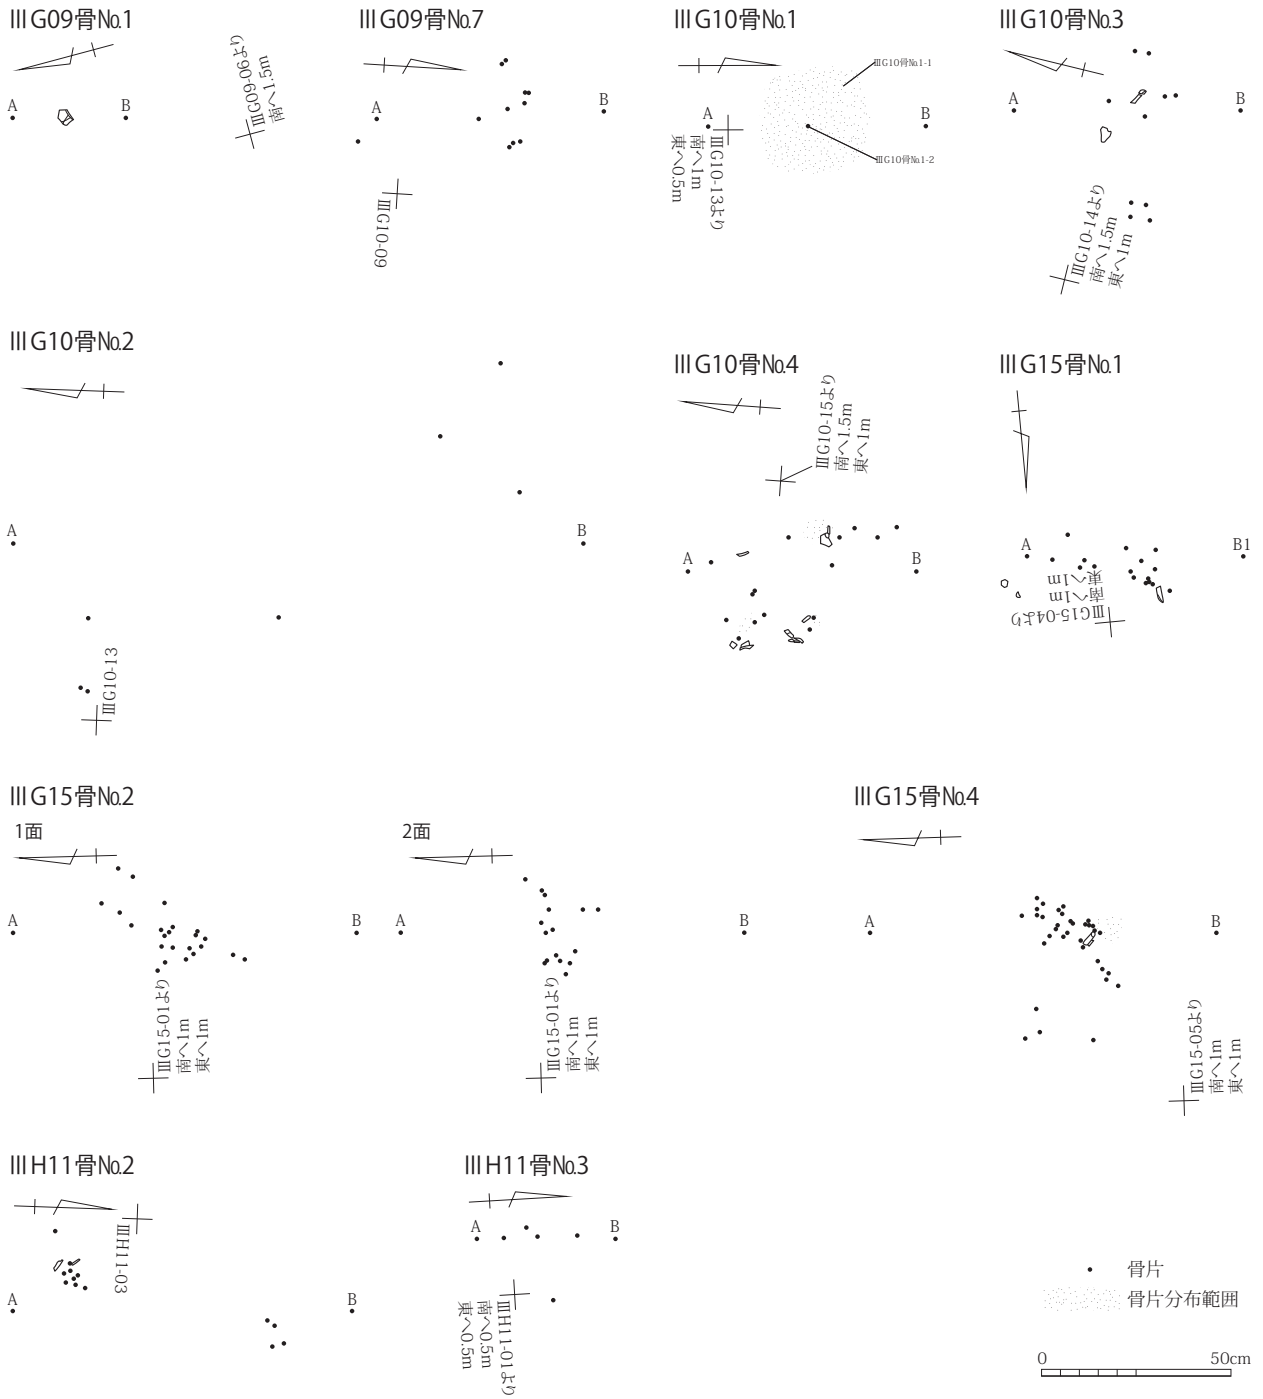 ⅢG09骨№1
A
B
ⅢG09-06より
南へ1.5m
ⅢG09骨№7
A
B
ⅢG10-09
ⅢG10骨№1
ⅢG10骨№1-1
A
B
ⅢG10骨№1-2
ⅢG10-13より
南へ1m
東へ0.5m
ⅢG10骨№3
A
B
ⅢG10-14より
南へ1.5m
東へ1m
ⅢG10骨№2
A
B
ⅢG10-13
ⅢG10骨№4
ⅢG10-15より
南へ1.5m
東へ1m
A
B
ⅢG15骨№1
A
B1
ⅢG15-04より
南へ1m
東へ1m
ⅢG15骨№2
1面
A
B
ⅢG15-01より
南へ1m
東へ1m
2面
A
B
ⅢG15-01より
南へ1m
東へ1m
ⅢG15骨№4
A
B
ⅢG15-05より
南へ1m
東へ1m
ⅢH11骨№2
ⅢH11-03
A
B
ⅢH11骨№3
A
B
ⅢH11-01より
南へ0.5m
東へ0.5m
骨片
骨片分布範囲
0
50cm